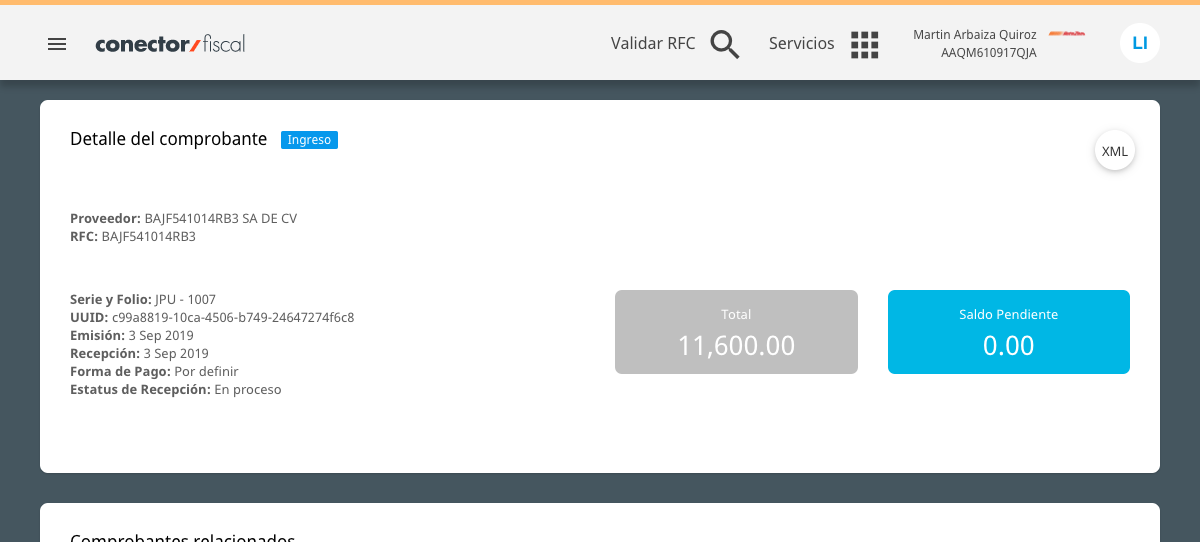 conector/fiscal
Validar RFC
Servicios
Martin Arbaiza Quiroz
AAQM610917QJA
LI
Detalle del comprobante
Ingreso
XML
Proveedor: BAJF541014RB3 SA DE CV
RFC: BAJF541014RB3
Serie y Folio: JPU - 1007
UUID: c99a8819-10ca-4506-b749-24647274f6c8
Emisión: 3 Sep 2019
Recepción: 3 Sep 2019
Forma de Pago: Por definir
Estatus de Recepción: En proceso
Total
11,600.00
Saldo Pendiente
0.00
Comprobantes relacionados